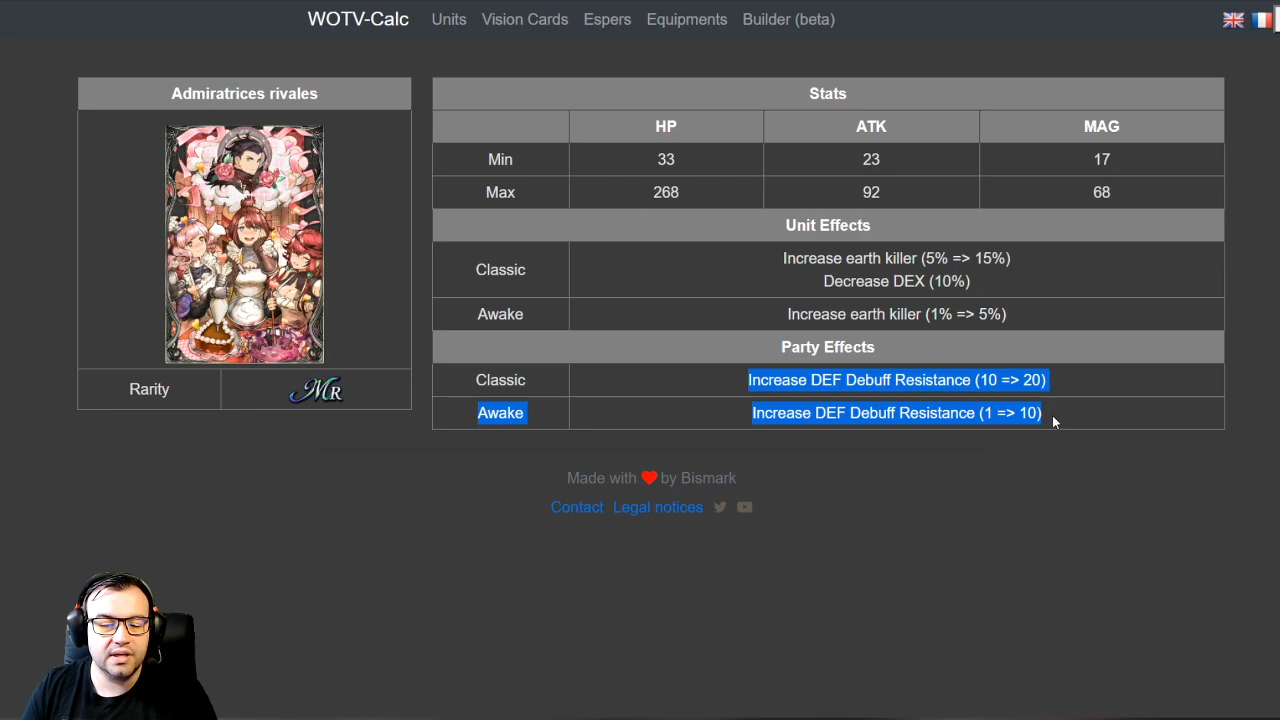 WOTV-Calc Units Vision Cards Espers Equipments Builder (beta)
Admiratrices rivales
Rarity MR
Stats
HP ATK MAG
Min 33 23 17
Max 268 92 68
Unit Effects
Classic Increase earth killer (5% => 15%)
Decrease DEX (10%)
Awake Increase earth killer (1% => 5%)
Party Effects
Classic Increase DEF Debuff Resistance (10 => 20)
Awake Increase DEF Debuff Resistance (1 => 10)
Made with ❤ by Bismark
Contact Legal notices